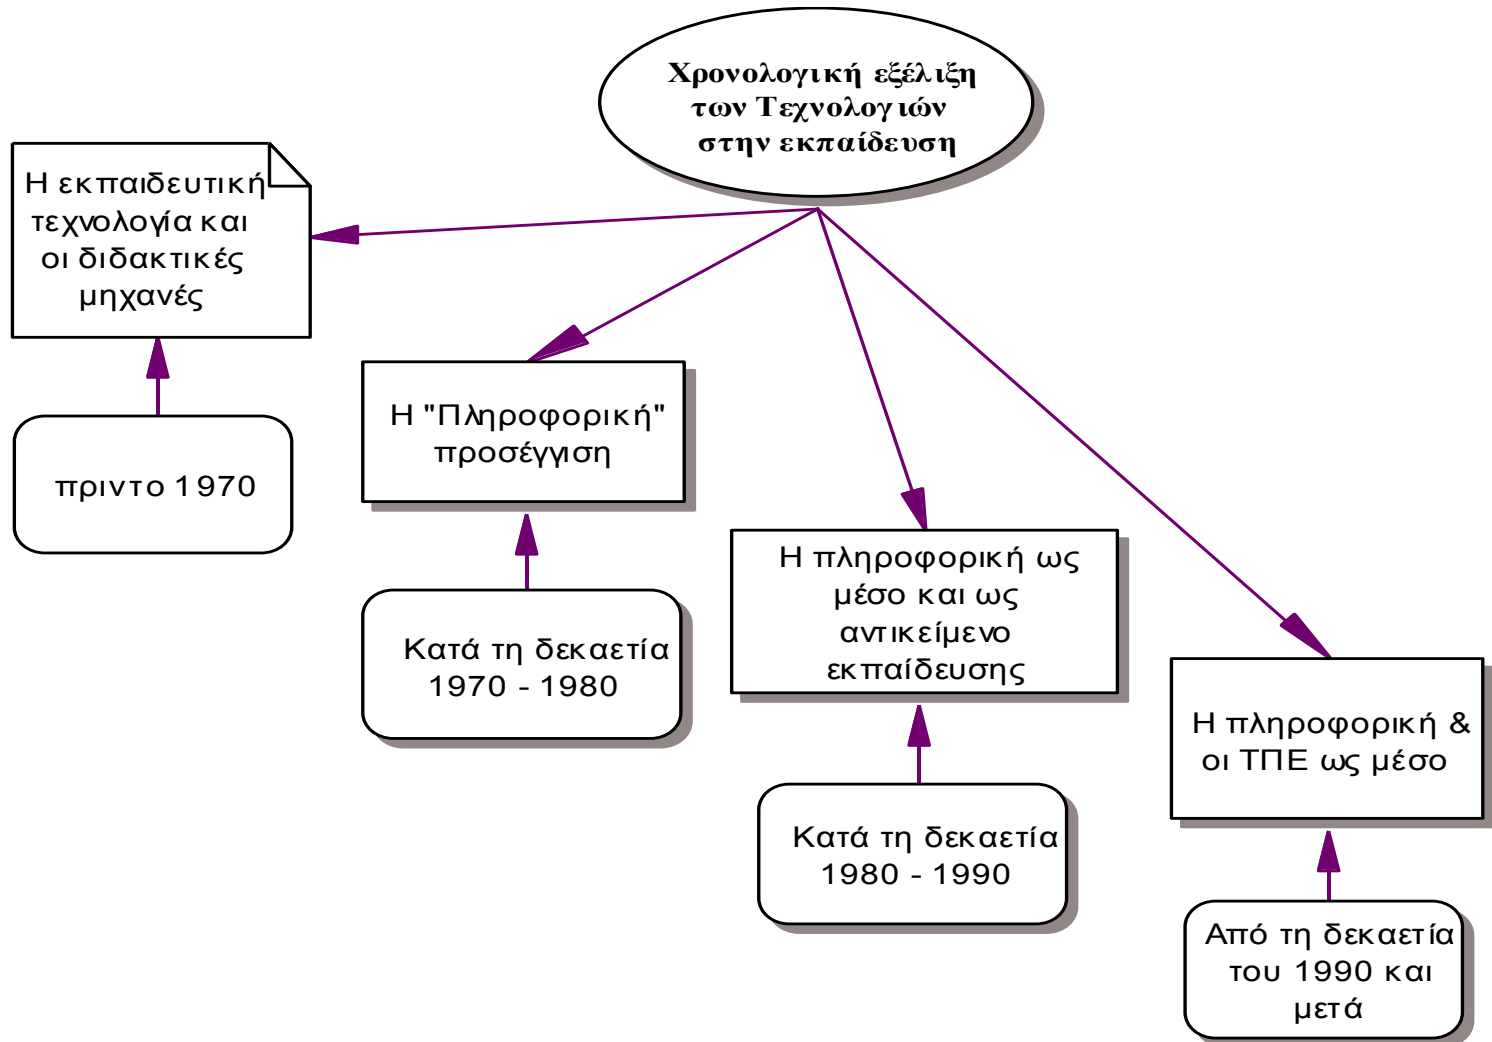 Χρονολογική εξέλιξη
των Τεχνολογιών
στην εκπαίδευση
Η εκπαιδευτική
τεχνολογία και
οι διδακτικές
μηχανές
πριν το 1970
Η "Πληροφορική"
προσέγγιση
Κατά τη δεκαετία
1970 - 1980
Η πληροφορική ως
μέσο και ως
αντικείμενο
εκπαίδευσης
Κατά τη δεκαετία
1980 - 1990
Η πληροφορική &
οι ΤΠΕ ως μέσο
Από τη δεκαετία
του 1990 και
μετά